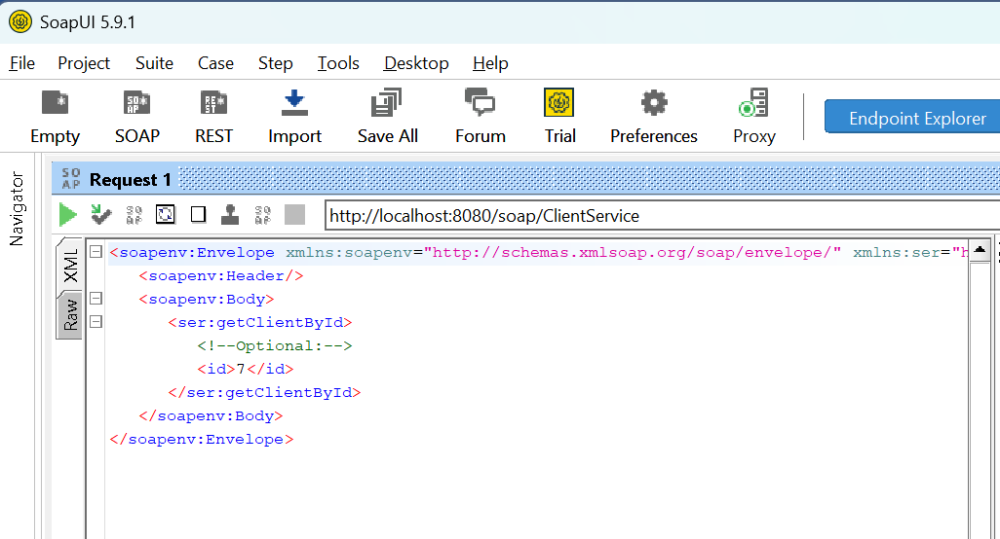 SoapUI 5.9.1
File Project Suite Case Step Tools Desktop Help
Empty SOAP REST Import Save All Forum Trial Preferences Proxy Endpoint Explorer
Navigator
SOAP Request 1
http://localhost:8080/soap/ClientService
XML
Raw
<soapenv:Envelope xmlns:soapenv="http://schemas.xmlsoap.org/soap/envelope/" xmlns:ser="h
<soapenv:Header/>
<soapenv:Body>
<ser:getClientById>
<!--Optional:-->
<id>7</id>
</ser:getClientById>
</soapenv:Body>
</soapenv:Envelope>